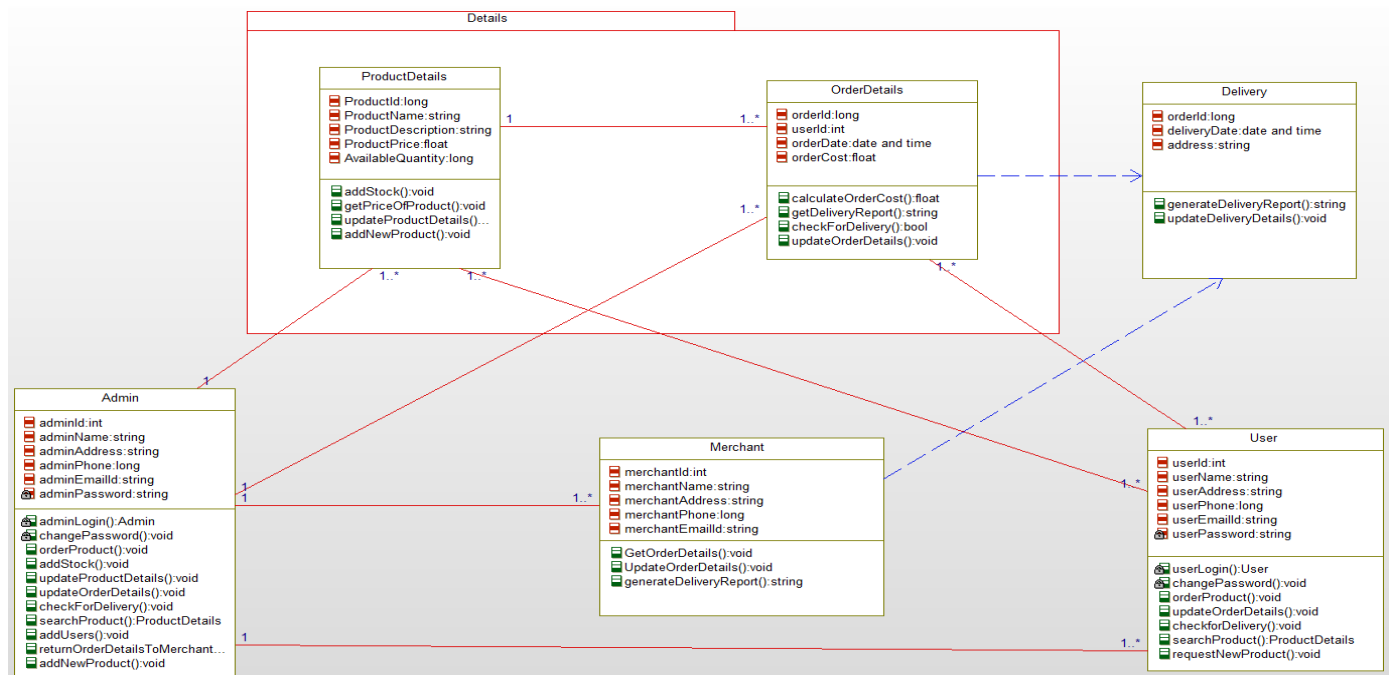 Details
ProductDetails
ProductId:long
ProductName:string
ProductDescription:string
ProductPrice:float
AvailableQuantity:long
addStock():void
getPriceOfProduct():void
updateProductDetails()...
addNewProduct():void
OrderDetails
orderId:long
userId:int
orderDate:date and time
orderCost:float
calculateOrderCost():float
getDeliveryReport():string
checkForDelivery():bool
updateOrderDetails():void
Delivery
orderId:long
deliveryDate:date and time
address:string
generateDeliveryReport():string
updateDeliveryDetails():void
1
1..*
1..*
1..*
1..*
1..*
1
1..*
Admin
adminId:int
adminName:string
adminAddress:string
adminPhone:long
adminEmailId:string
adminPassword:string
adminLogin():Admin
changePassword():void
orderProduct():void
addStock():void
updateProductDetails():void
updateOrderDetails():void
checkForDelivery():void
searchProduct():ProductDetails
addUsers():void
returnOrderDetailsToMerchant...
addNewProduct():void
1
1
1..*
Merchant
merchantId:int
merchantName:string
merchantAddress:string
merchantPhone:long
merchantEmailId:string
GetOrderDetails():void
UpdateOrderDetails():void
generateDeliveryReport():string
1..*
User
userId:int
userName:string
userAddress:string
userPhone:long
userEmailId:string
userPassword:string
userLogin():User
changePassword():void
orderProduct():void
updateOrderDetails():void
checkforDelivery():void
searchProduct():ProductDetails
requestNewProduct():void
1
1..*